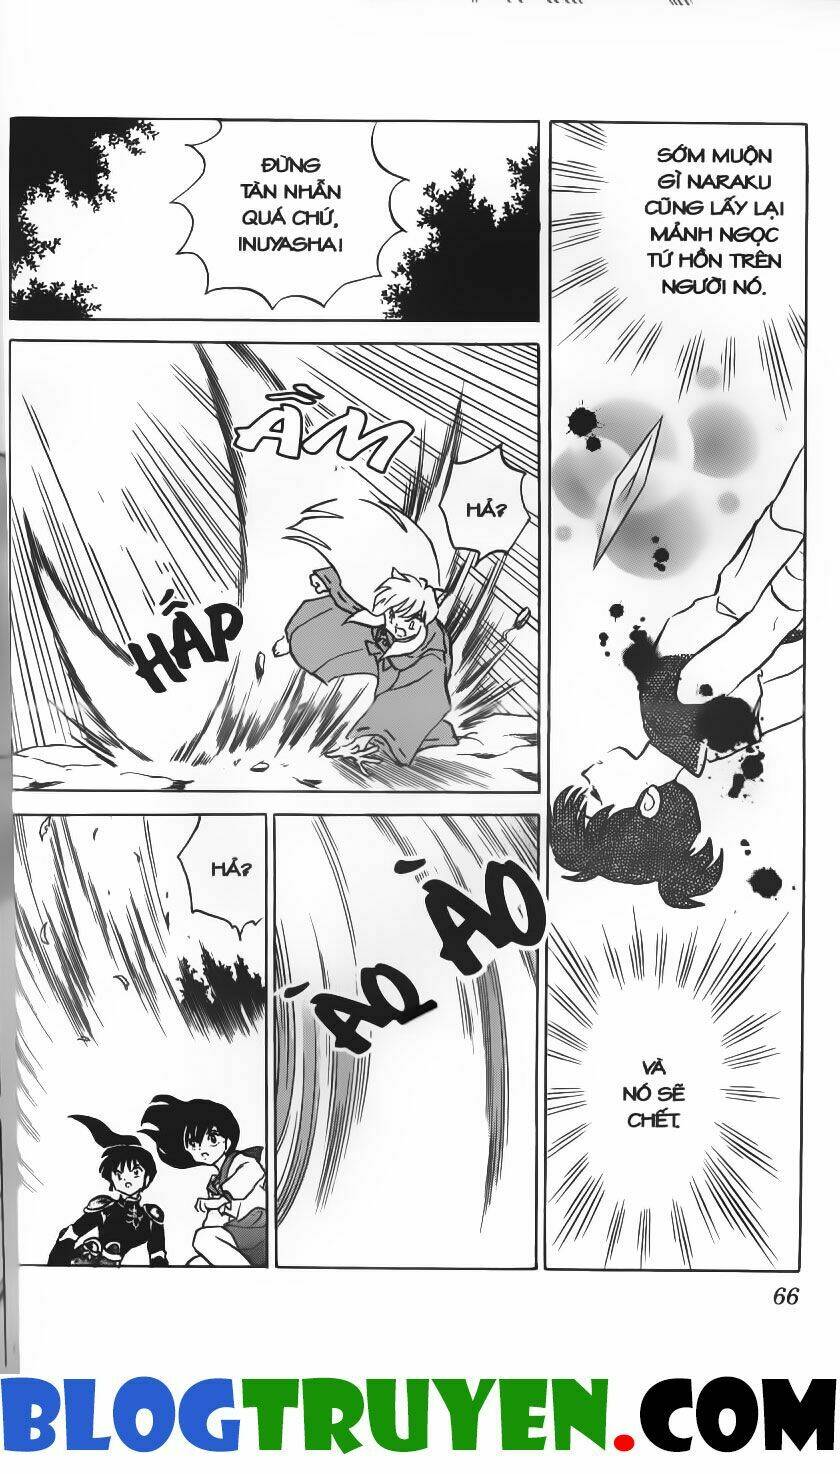 SỚM MUỘN
GÌ NARAKU
CŨNG LẤY LẠI
MẢNH NGỌC
TỨ HỒN TRÊN
NGƯỜI NÓ.
VÀ
NÓ SẼ
CHẾT.
ĐỪNG
TÀN NHẪN
QUÁ CHỨ,
INUYASHA!
ẦM
HẢ?
HẤP
ÀO ÀO
HẢ?
66
BLOGTRUYEN.COM